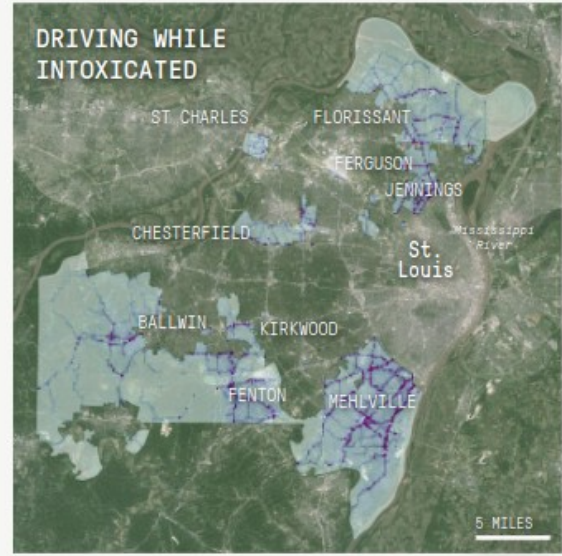 DRIVING WHILE
INTOXICATED
ST CHARLES
FLORISSANT
FERGUSON
JENNINGS
CHESTERFIELD
Mississippi
River
St.
Louis
BALLWIN
KIRKWOOD
FENTON
MEHLVILLE
5 MILES